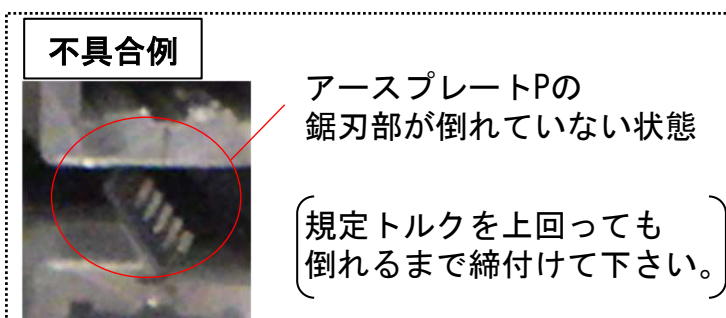 不具合例
アースプレートPの
鋸刃部が倒れていない状態
規定トルクを上回っても
倒れるまで締付けて下さい。